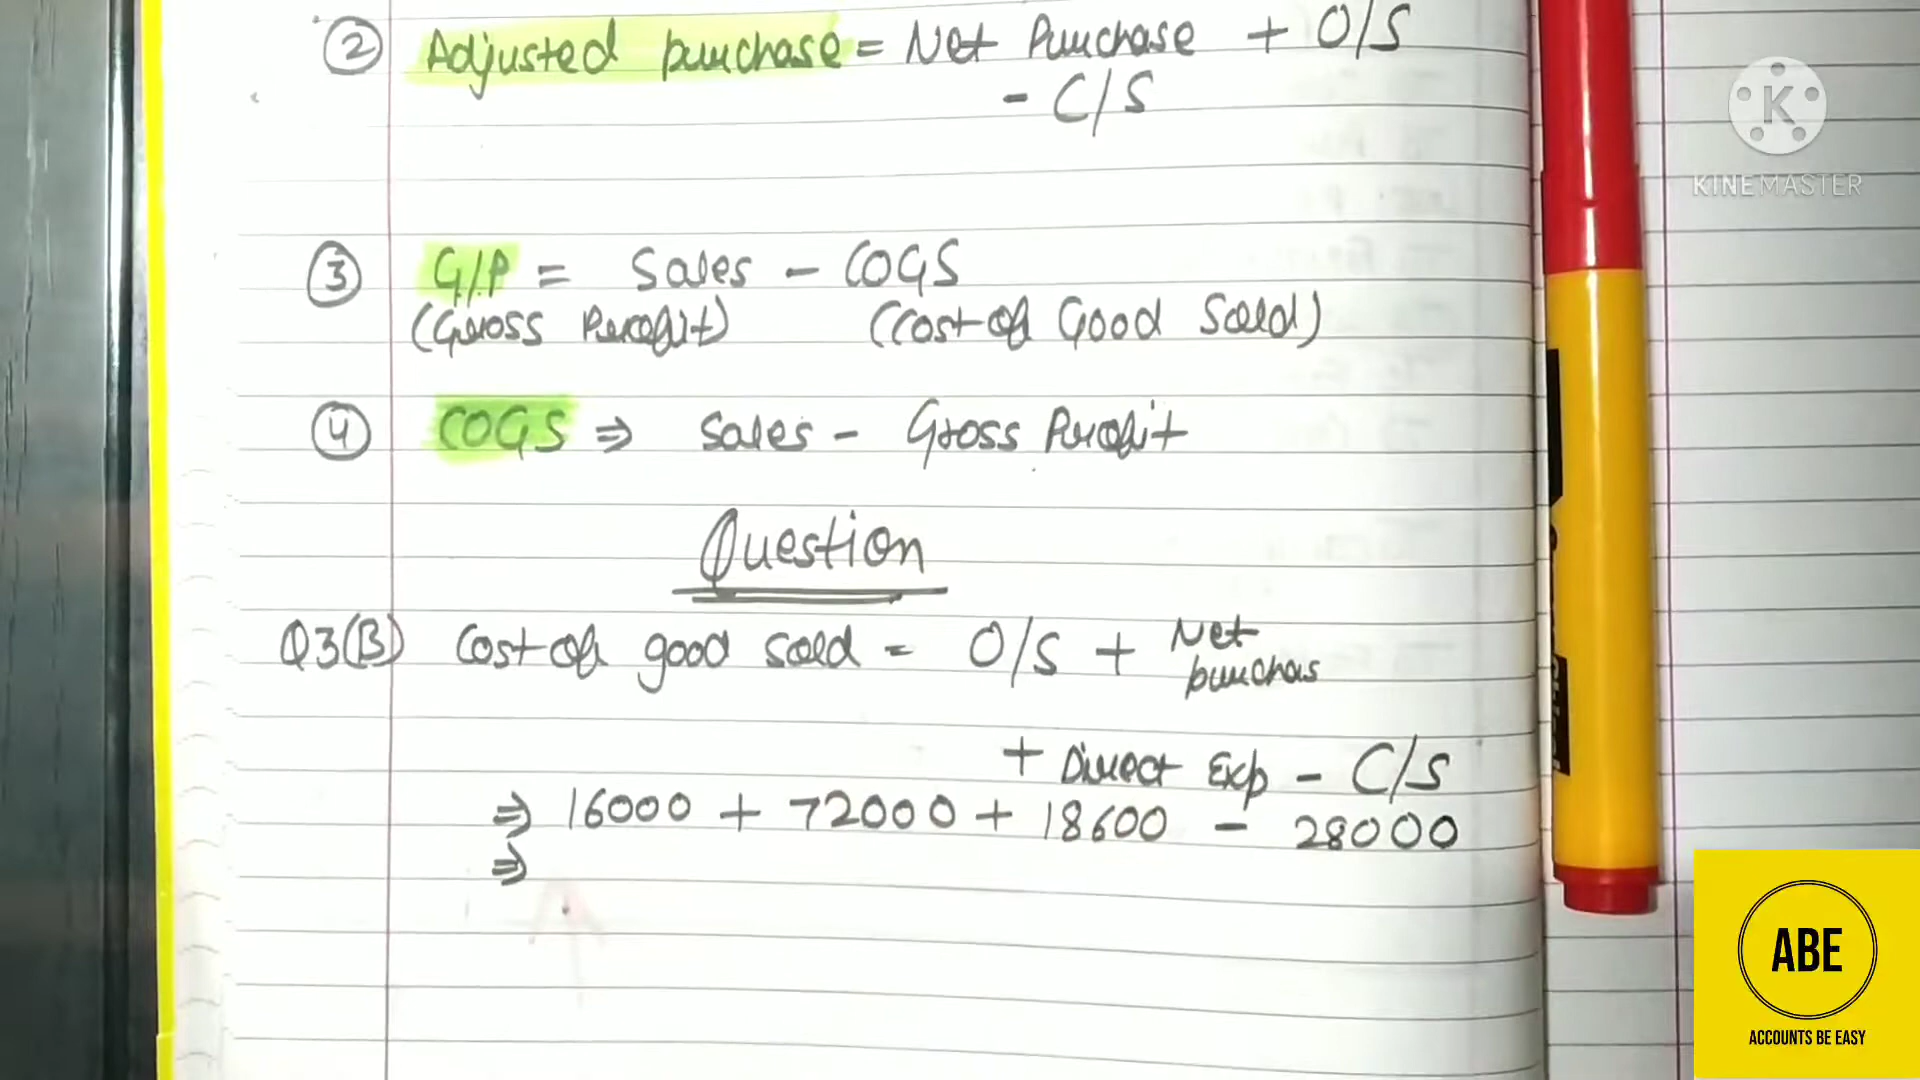 ② Adjusted purchase = Net Purchase + O/S
- C/S
③ G/P = Sales - COGS
(Gross Profit) (Cost of Good Sold)
④ COGS ⇒ Sales - Gross Profit
Question
Q3(B) Cost of good sold = O/S + Net
purchas
+ Direct Exp - C/S
⇒ 16000 + 72000 + 18600 - 28000
⇒
KINEMASTER
ABE
ACCOUNTS BE EASY